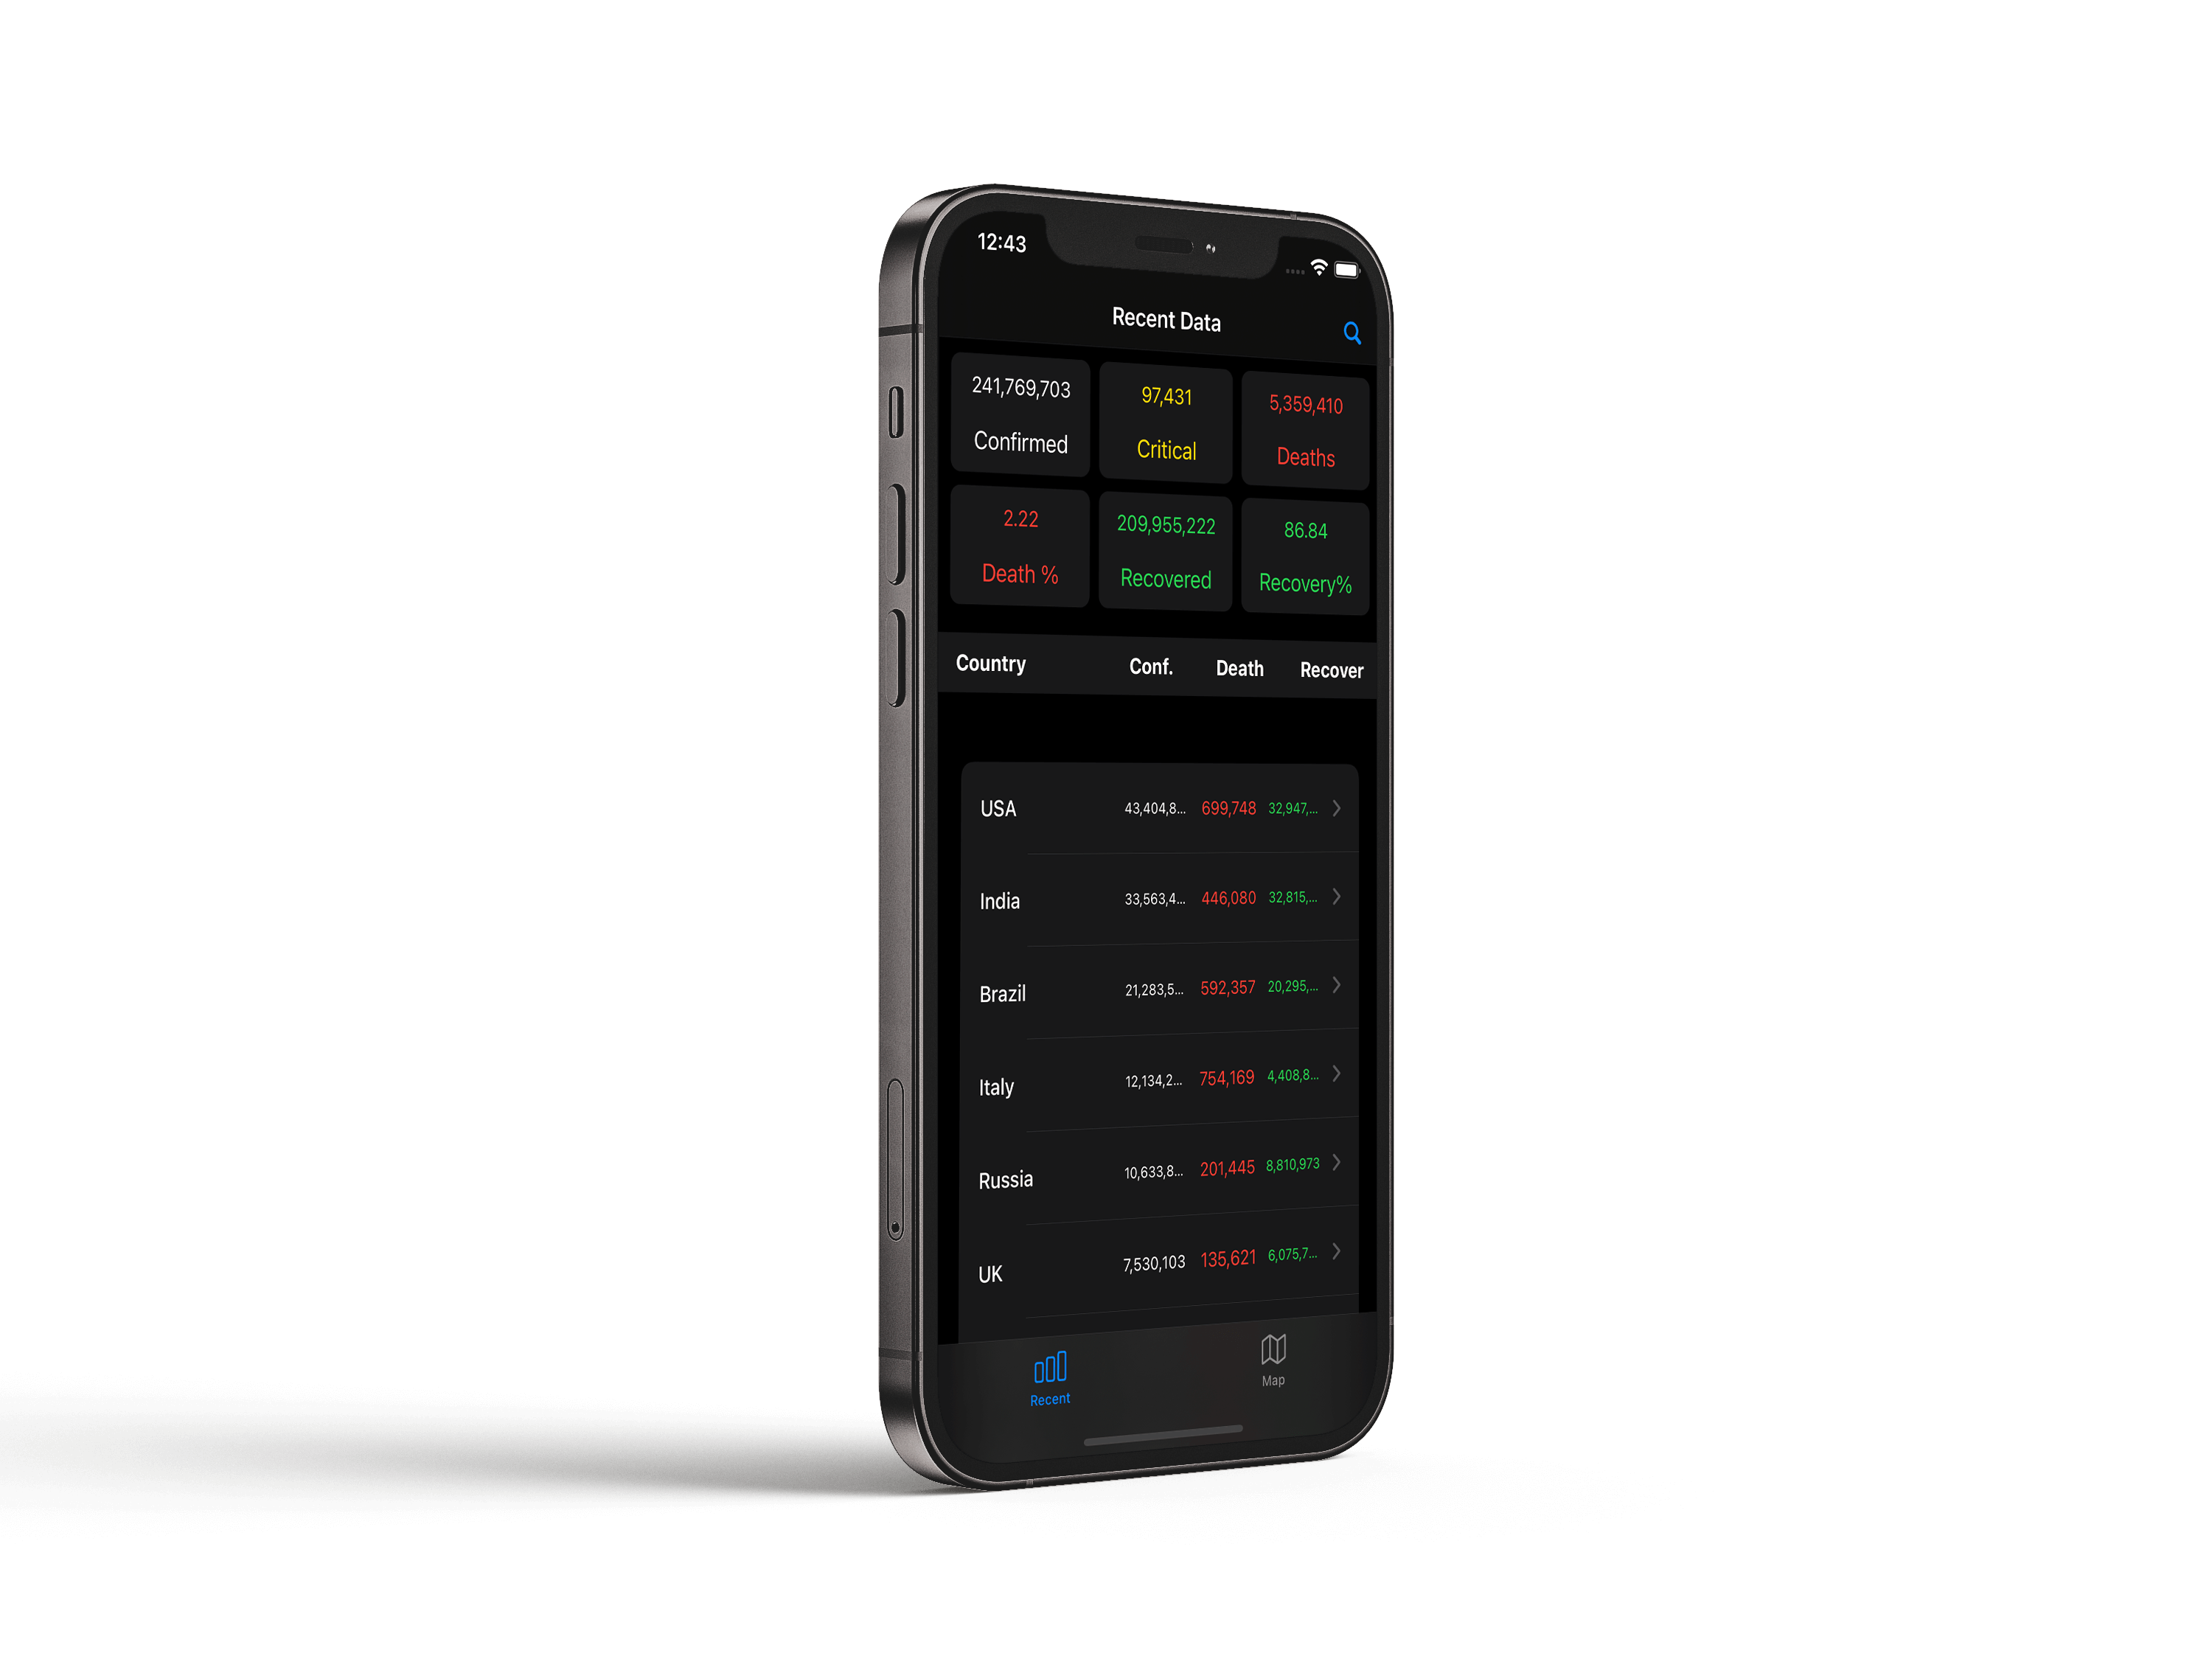 12:43
Recent Data
241,769,703 97,431 5,359,410
Confirmed Critical Deaths
2.22 209,955,222 86.84
Death % Recovered Recovery%
Country Conf. Death Recover
USA 43,404,8... 699,748 32,947,...
India 33,563,4... 446,080 32,815,...
Brazil 21,283,5... 592,357 20,295,...
Italy 12,134,2... 754,169 4,408,8...
Russia 10,633,8... 201,445 8,810,973
UK 7,530,103 135,621 6,075,7...
Recent Map